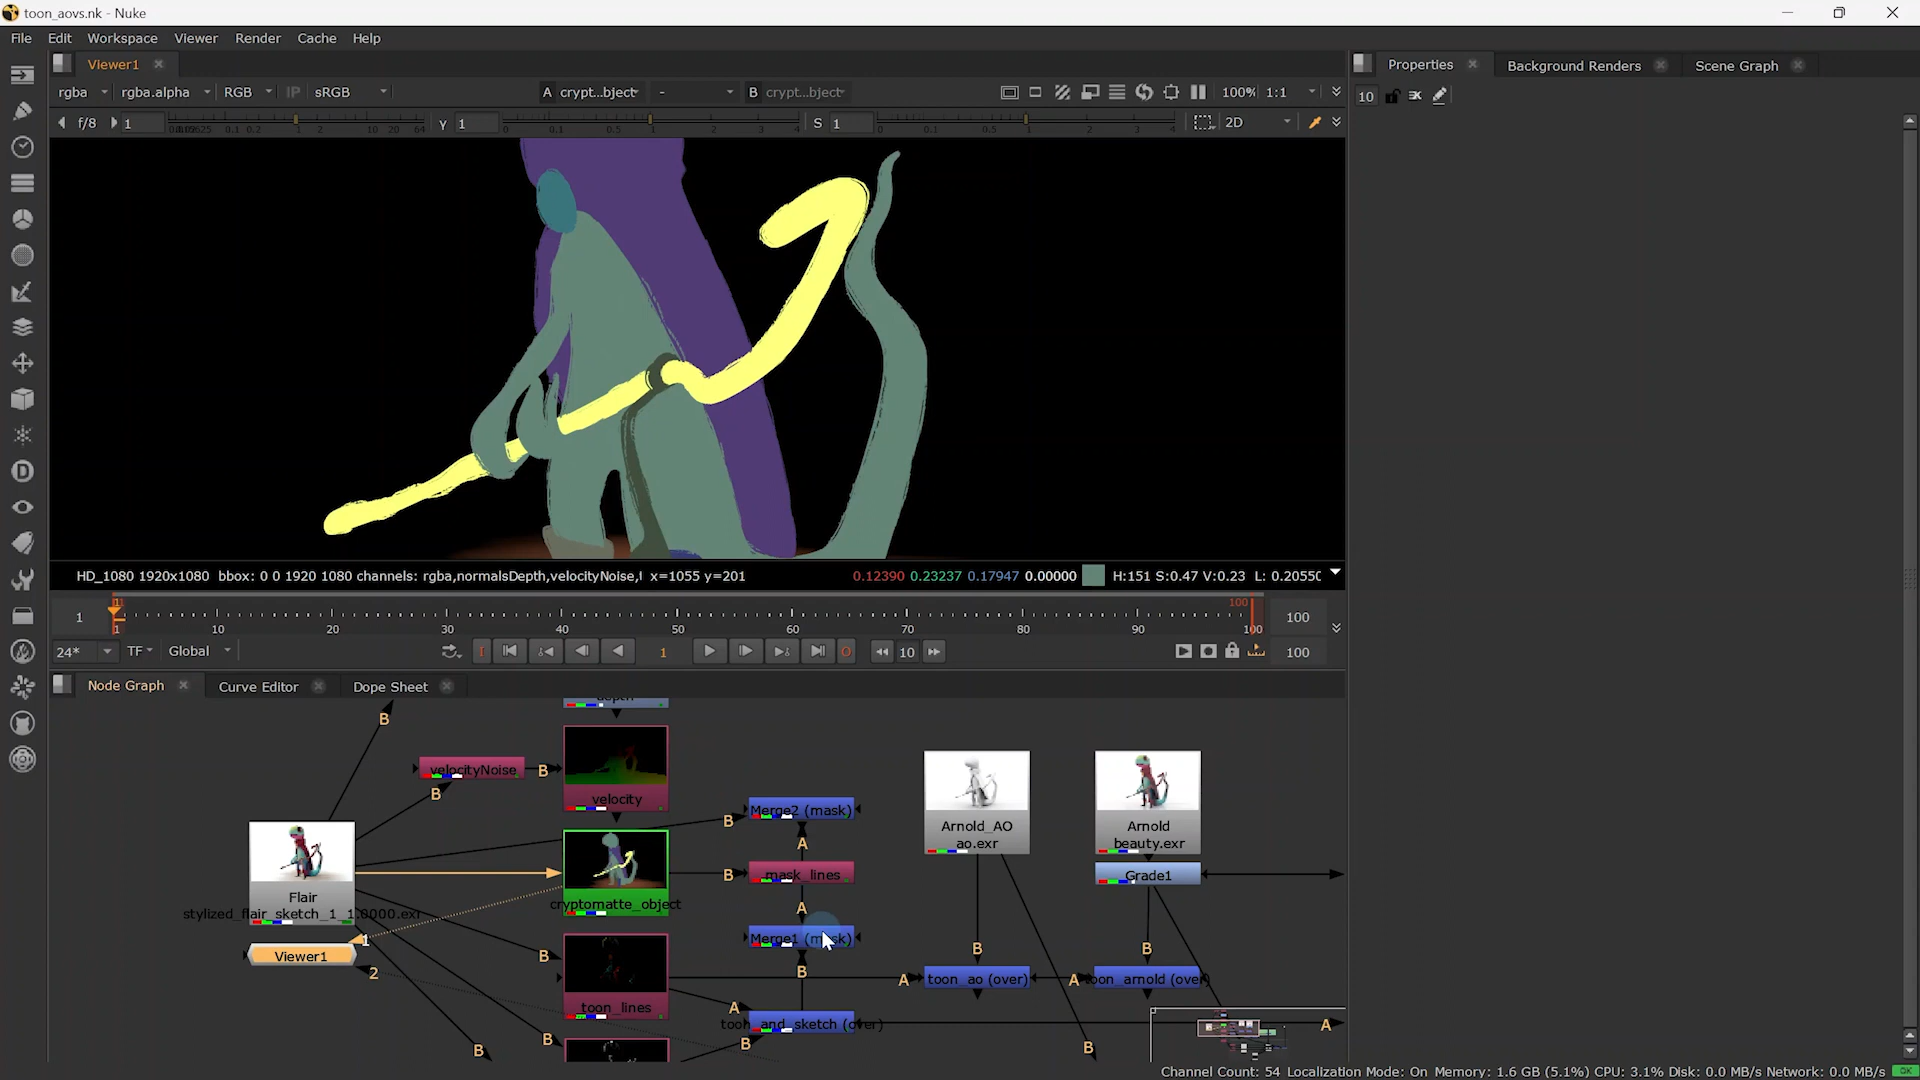 toon_aovs.nk - Nuke
File Edit Workspace Viewer Render Cache Help
Viewer1
Properties
Background Renders
Scene Graph
rgba rgba.alpha RGB IP sRGB A crypt...bject - B crypt...bject 100% 1:1
10
f/8 1 γ 1 S 1 2D
HD_1080 1920x1080 bbox: 0 0 1920 1080 channels: rgba,normalsDepth,velocityNoise,t x=1055 y=201 0.12390 0.23237 0.17947 0.00000 H:151 S:0.47 V:0.23 L: 0.20550
1 100
1 10 20 30 40 50 60 70 80 90 100
100
24* TF Global 1 10 100
Node Graph
Curve Editor
Dope Sheet
velocityNoise
velocity
Merge2 (mask)
Arnold_AO
ao.exr
Arnold
beauty.exr
Flair
stylized_flair_sketch_1_1.0000.exr
cryptomatte_object
mask_lines
Grade1
Merge1 (mask)
Viewer1
1
2
toon_lines
toon_ao (over)
toon_arnold (over)
toon_and_sketch (over)
B
B
B
B
B
B
B
B
B
B
B
B
B
A
A
A
A
A
A
Channel Count: 54 Localization Mode: On Memory: 1.6 GB (5.1%) CPU: 3.1% Disk: 0.0 MB/s Network: 0.0 MB/s OK